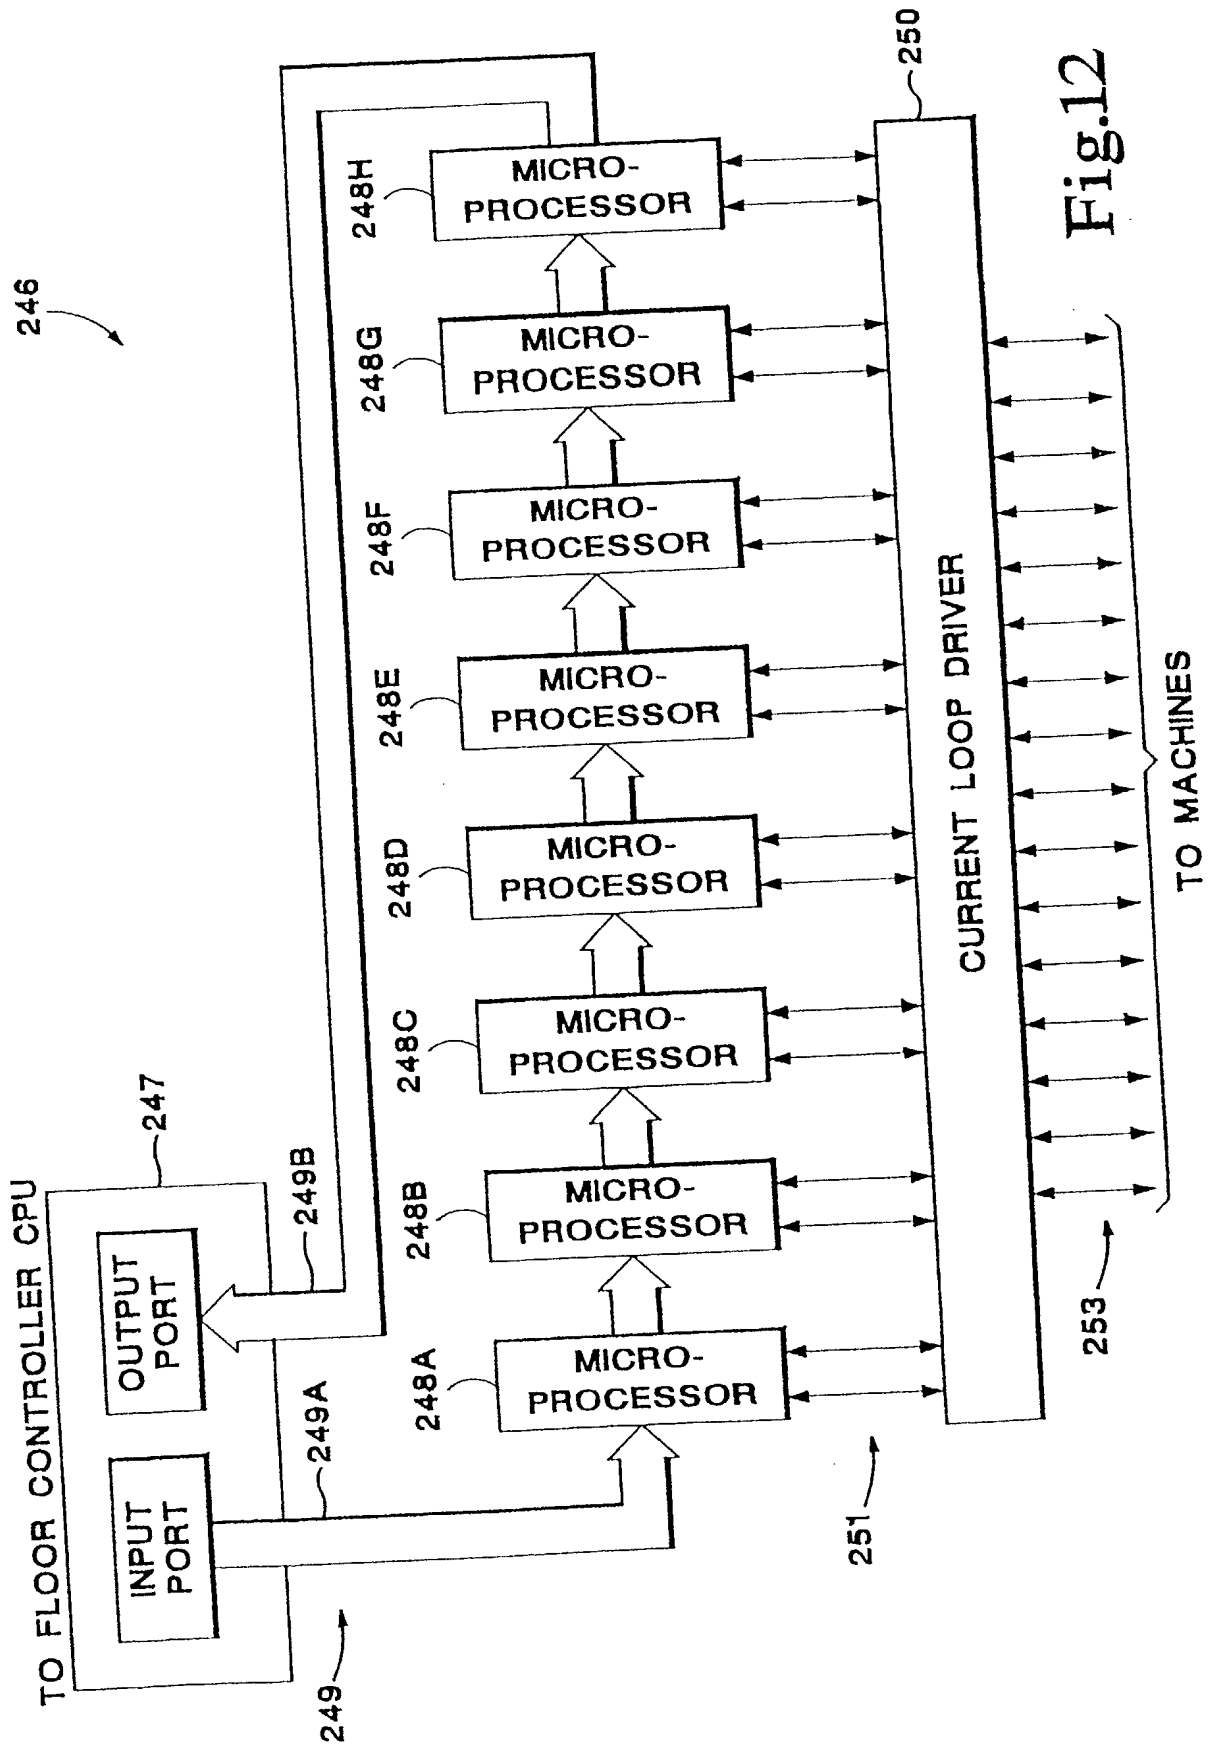 246
TO FLOOR CONTROLLER CPU
247
INPUT
PORT
OUTPUT
PORT
249
249A
249B
248A
248B
248C
248D
248E
248F
248G
248H
MICRO-
PROCESSOR
MICRO-
PROCESSOR
MICRO-
PROCESSOR
MICRO-
PROCESSOR
MICRO-
PROCESSOR
MICRO-
PROCESSOR
MICRO-
PROCESSOR
MICRO-
PROCESSOR
251
CURRENT LOOP DRIVER
250
253
TO MACHINES
Fig.12